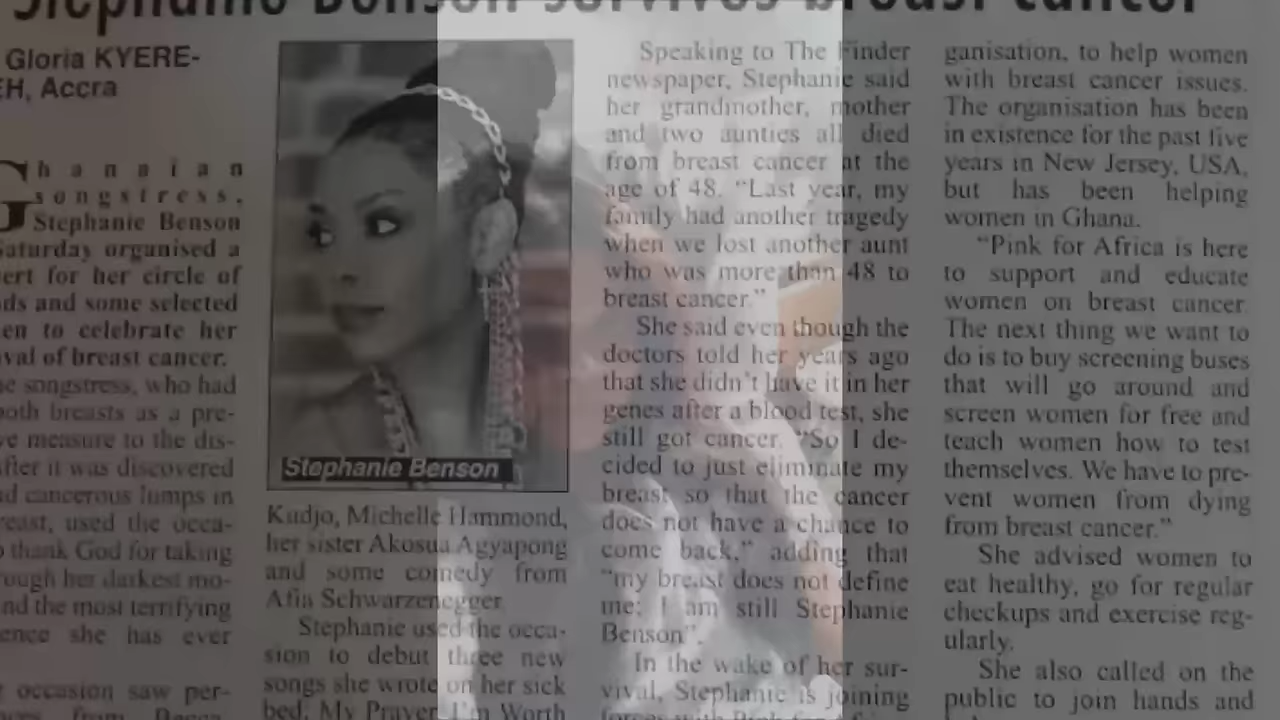 Stephanie Benson survives breast cancer
Gloria KYERE-
EH, Accra
Ghanaian
songstress,
Stephanie Benson
Saturday organised a
ert for her circle of
ds and some selected
en to celebrate her
val of breast cancer.
e songstress, who had
oth breasts as a pre-
ve measure to the dis-
fter it was discovered
d cancerous lumps in
reast, used the occa-
o thank God for taking
rough her darkest mo-
nd the most terrifying
ence she has ever
occasion saw per-
Stephanie Benson
Kudjo, Michelle Hammond,
her sister Akosua Agyapong
and some comedy from
Afia Schwarzenegger
Stephanie used the occa-
sion to debut three new
songs she wrote on her sick
bed, My Prayer, I'm Worth
Speaking to The Finder
newspaper, Stephanie said
her grandmother, mother
and two aunties all died
from breast cancer at the
age of 48. “Last year, my
family had another tragedy
when we lost another aunt
who was more than 48 to
breast cancer.”
She said even though the
doctors told her years ago
that she didn't have it in her
genes after a blood test, she
still got cancer. “So I de-
cided to just eliminate my
breast so that the cancer
does not have a chance to
come back,” adding that
“my breast does not define
me; I am still Stephanie
Benson”.
In the wake of her sur-
vival, Stephanie is joining
ganisation, to help women
with breast cancer issues.
The organisation has been
in existence for the past five
years in New Jersey, USA,
but has been helping
women in Ghana.
“Pink for Africa is here
to support and educate
women on breast cancer.
The next thing we want to
do is to buy screening buses
that will go around and
screen women for free and
teach women how to test
themselves. We have to pre-
vent women from dying
from breast cancer.”
She advised women to
eat healthy, go for regular
checkups and exercise reg-
ularly.
She also called on the
public to join hands and